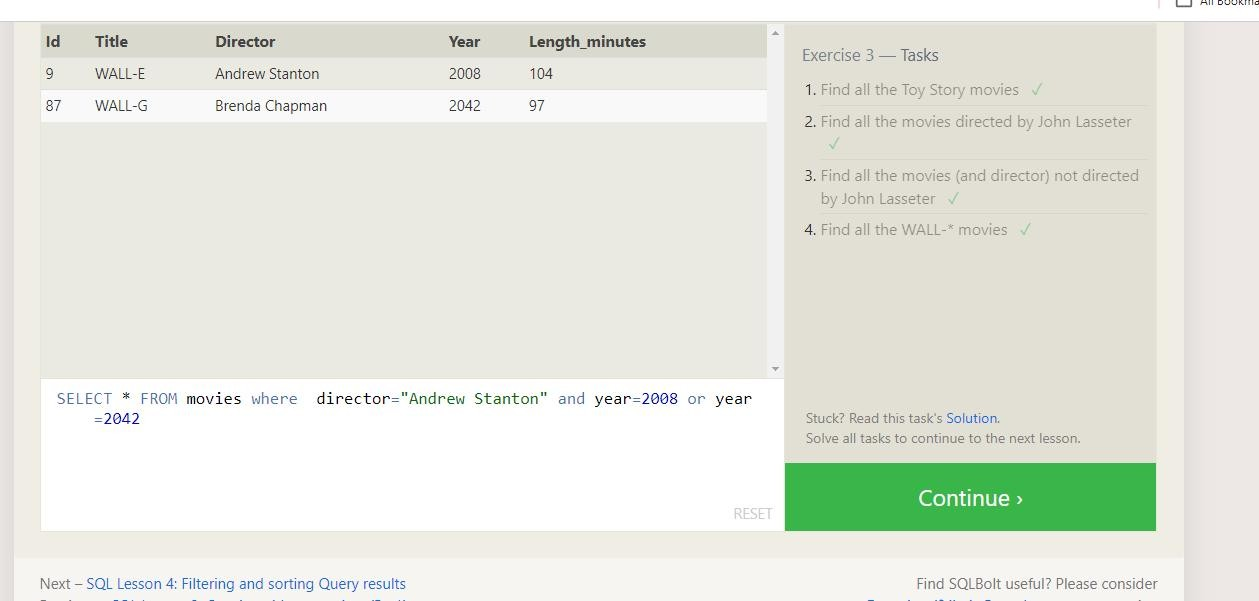 All Bookma
Id Title Director Year Length_minutes
9 WALL-E Andrew Stanton 2008 104
87 WALL-G Brenda Chapman 2042 97
SELECT * FROM movies where  director="Andrew Stanton" and year=2008 or year
=2042
RESET
Exercise 3 — Tasks
1. Find all the Toy Story movies ✓
2. Find all the movies directed by John Lasseter
✓
3. Find all the movies (and director) not directed
by John Lasseter ✓
4. Find all the WALL-* movies ✓
Stuck? Read this task's Solution.
Solve all tasks to continue to the next lesson.
Continue ›
Next – SQL Lesson 4: Filtering and sorting Query results
Find SQLBolt useful? Please consider